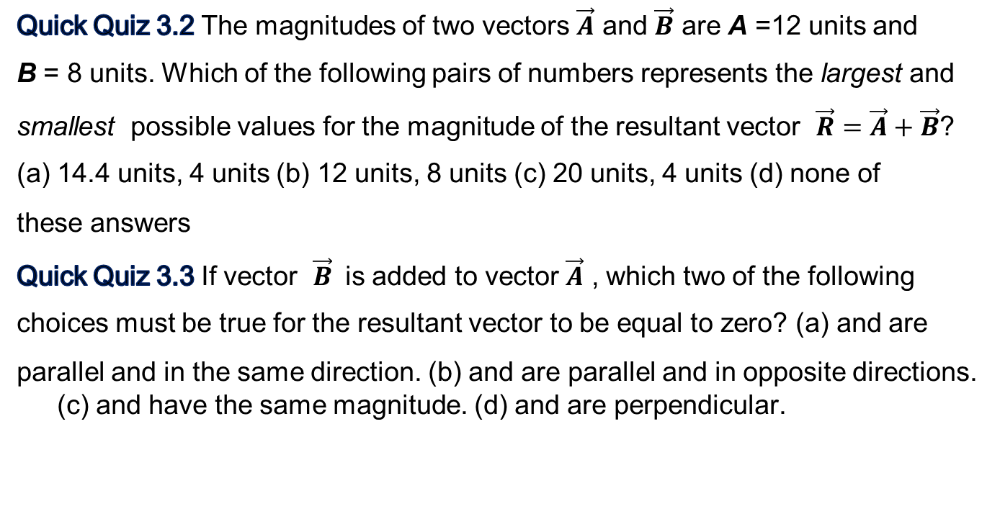 Quick Quiz 3.2 The magnitudes of two vectors \(\vec{A}\) and \(\vec{B}\) are A =12 units and
B = 8 units. Which of the following pairs of numbers represents the largest and
smallest possible values for the magnitude of the resultant vector \(\vec{R} = \vec{A} + \vec{B}\)?
(a) 14.4 units, 4 units (b) 12 units, 8 units (c) 20 units, 4 units (d) none of
these answers
Quick Quiz 3.3 If vector \(\vec{B}\) is added to vector \(\vec{A}\) , which two of the following
choices must be true for the resultant vector to be equal to zero? (a) and are
parallel and in the same direction. (b) and are parallel and in opposite directions.
(c) and have the same magnitude. (d) and are perpendicular.